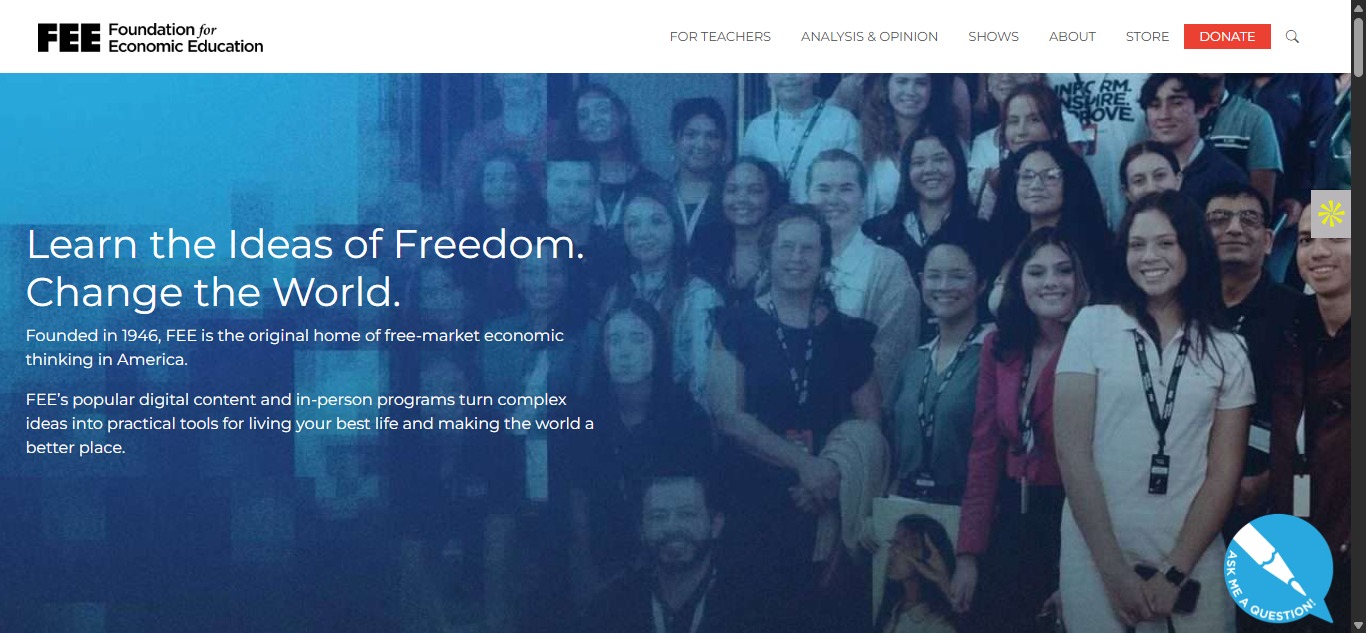 FEE Foundation for
Economic Education
FOR TEACHERS ANALYSIS & OPINION SHOWS ABOUT STORE DONATE
Learn the Ideas of Freedom.
Change the World.
Founded in 1946, FEE is the original home of free-market economic
thinking in America.
FEE’s popular digital content and in-person programs turn complex
ideas into practical tools for living your best life and making the world a
better place.
ASK ME A QUESTION!